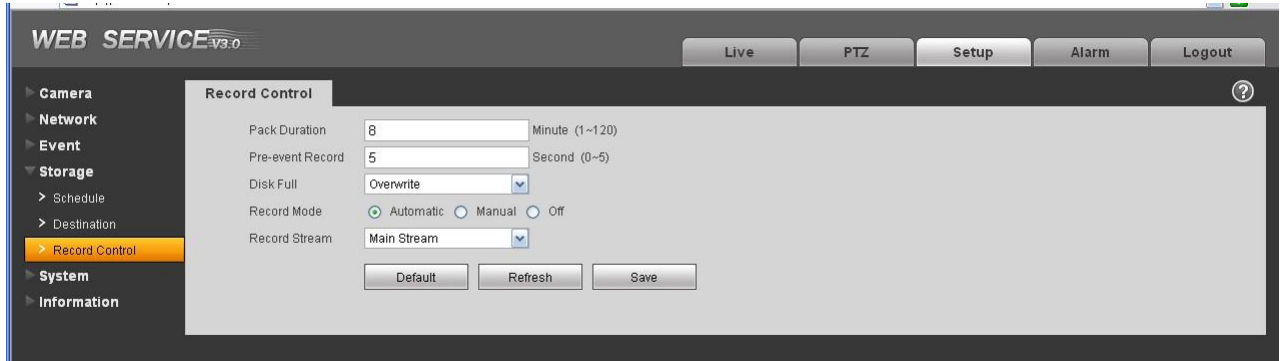 WEB SERVICE V3.0
Live PTZ Setup Alarm Logout
Camera
Network
Event
Storage
> Schedule
> Destination
> Record Control
System
Information
Record Control ?
Pack Duration 8 Minute (1~120)
Pre-event Record 5 Second (0~5)
Disk Full Overwrite
Record Mode Automatic Manual Off
Record Stream Main Stream
Default Refresh Save